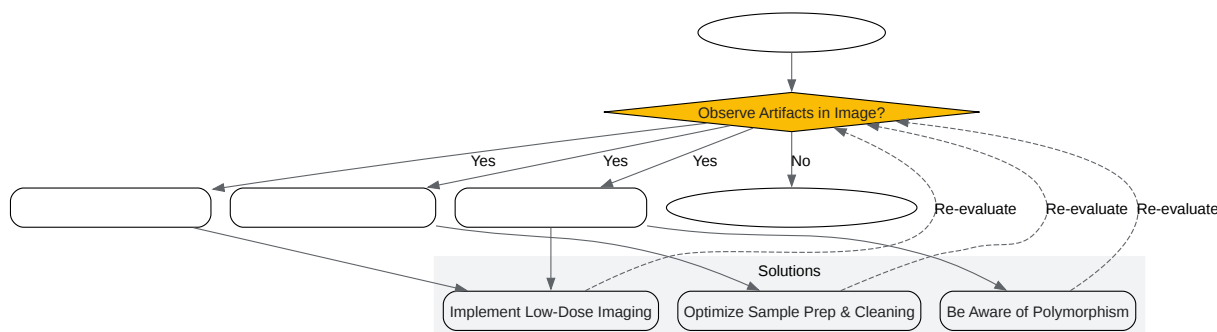 Observe Artifacts in Image?
Yes
Yes
Yes
No
Re-evaluate
Re-evaluate
Re-evaluate
Solutions
Implement Low-Dose Imaging
Optimize Sample Prep & Cleaning
Be Aware of Polymorphism